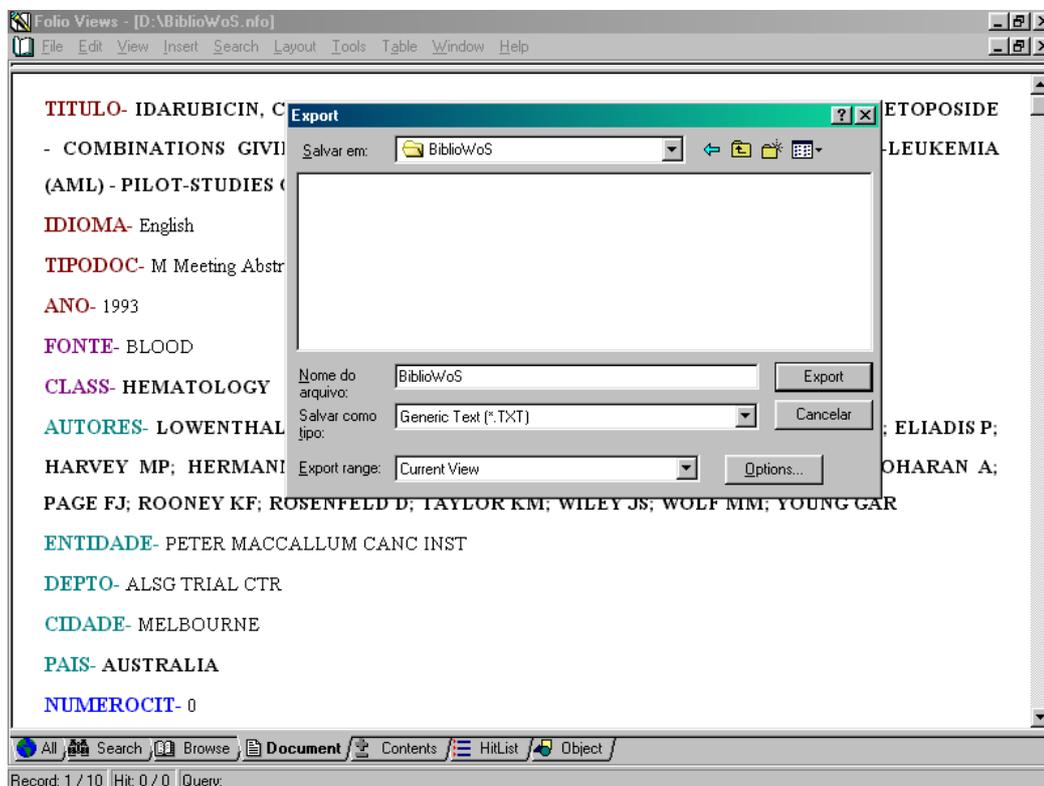 Folio Views - [D:\BiblioWoS.nfo]
File Edit View Insert Search Layout Tools Table Window Help
TITULO- IDARUBICIN, C ETOPOSIDE
- COMBINATIONS GIVI -LEUKEMIA
(AML) - PILOT-STUDIES
IDIOMA- English
TIPODOC- M Meeting Abstr
ANO- 1993
FONTE- BLOOD
CLASS- HEMATOLOGY
AUTORES- LOWENTHAL ; ELIADIS P;
HARVEY MP; HERMANN OHARAN A;
PAGE FJ; ROONEY KF; ROSENFELD D; TAYLOR KM; WILEY JS; WOLF MM; YOUNG GAR
ENTIDADE- PETER MACCALLUM CANC INST
DEPTO- ALSG TRIAL CTR
CIDADE- MELBOURNE
PAIS- AUSTRALIA
NUMEROCIT- 0
Export
Salvar em: BiblioWoS
Nome do arquivo: BiblioWoS
Export
Salvar como tipo: Generic Text (*.TXT)
Cancelar
Export range: Current View
Options...
All Search Browse Document Contents HitList Object
Record: 1 / 10 Hit: 0 / 0 Query: